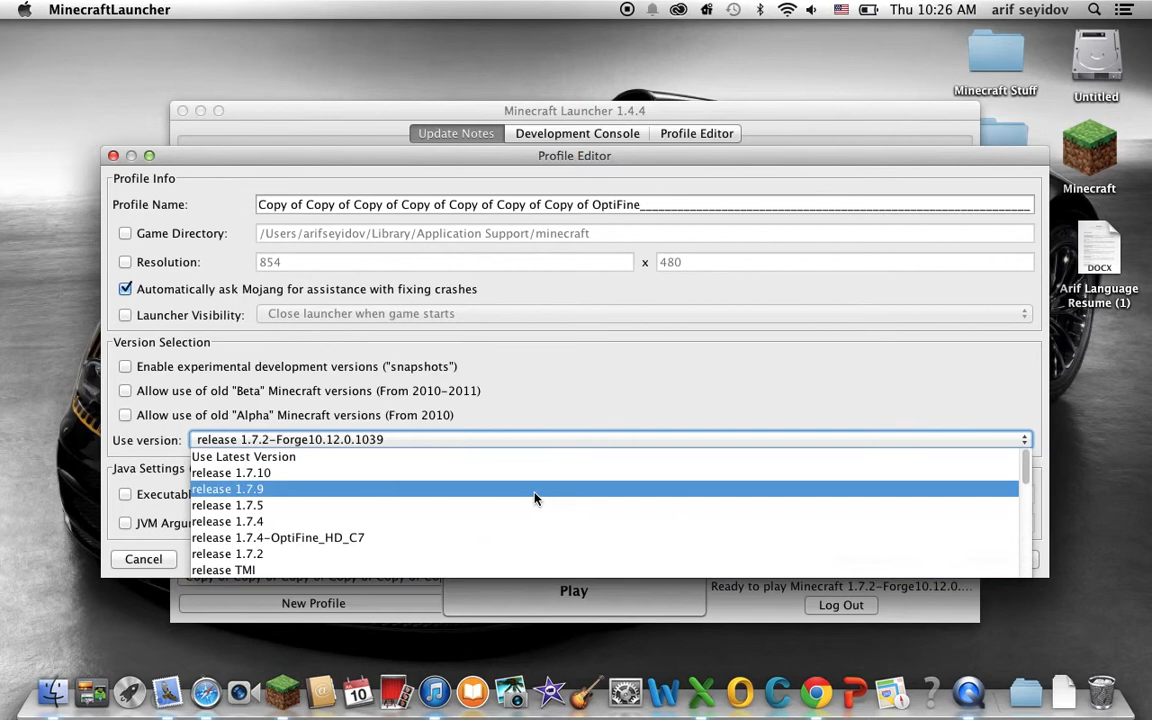 MinecraftLauncher
Thu 10:26 AM arif seyidov
Minecraft Stuff
Untitled
Minecraft Launcher 1.4.4
Update Notes Development Console Profile Editor
Profile Editor
Minecraft
Profile Info
Profile Name: Copy of Copy of Copy of Copy of Copy of Copy of Copy of OptiFine
Game Directory: /Users/arifseyidov/Library/Application Support/minecraft
Resolution: 854 x 480
DOCX
Automatically ask Mojang for assistance with fixing crashes
Arif Language
Resume (1)
Launcher Visibility: Close launcher when game starts
Version Selection
Enable experimental development versions ("snapshots")
Allow use of old "Beta" Minecraft versions (From 2010-2011)
Allow use of old "Alpha" Minecraft versions (From 2010)
Use version: release 1.7.2-Forge10.12.0.1039
Use Latest Version
Java Settings
release 1.7.10
release 1.7.9
release 1.7.5
release 1.7.4
release 1.7.4-OptiFine_HD_C7
release 1.7.2
release TMI
Cancel
Play
Ready to play Minecraft 1.7.2-Forge10.12.0....
New Profile
Log Out
10